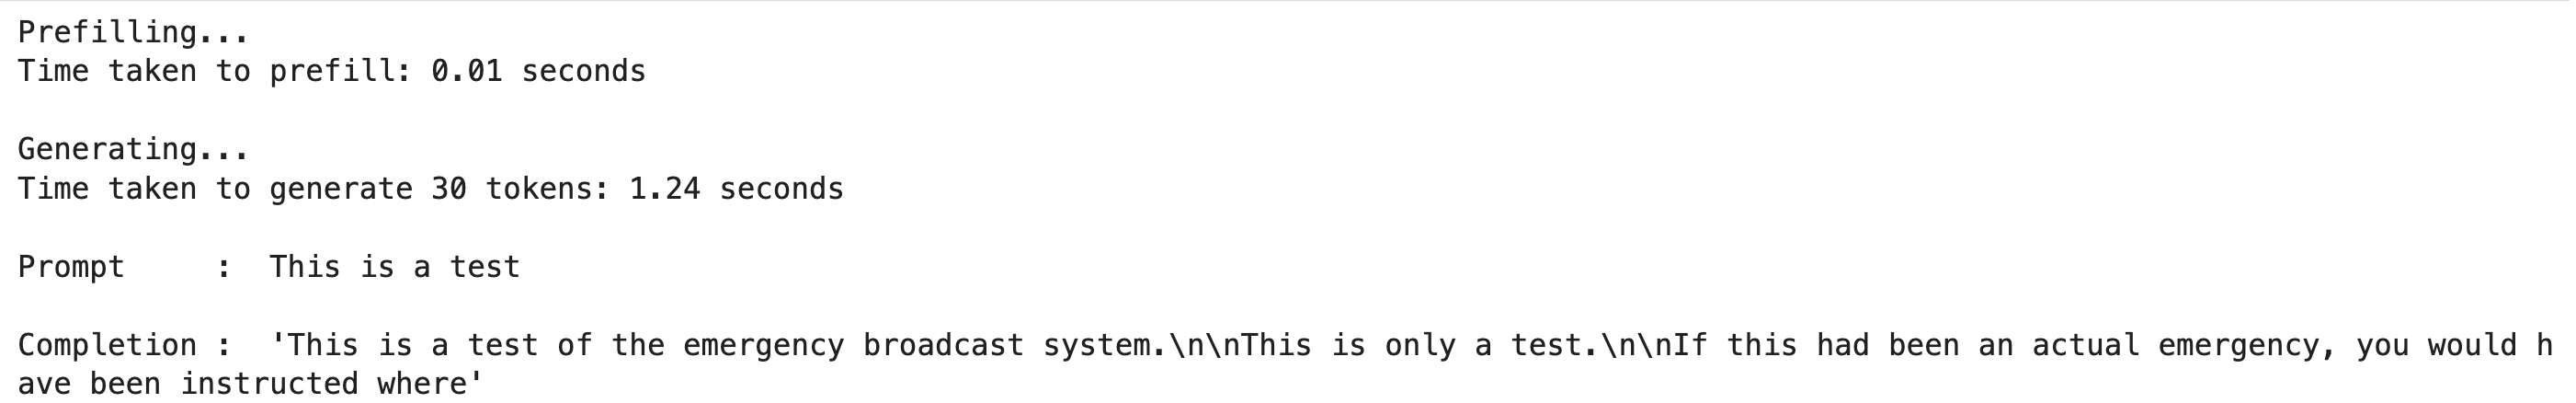 Prefilling...
Time taken to prefill: 0.01 seconds
Generating...
Time taken to generate 30 tokens: 1.24 seconds
Prompt     :  This is a test
Completion :  'This is a test of the emergency broadcast system.\n\nThis is only a test.\n\nIf this had been an actual emergency, you would h
ave been instructed where'